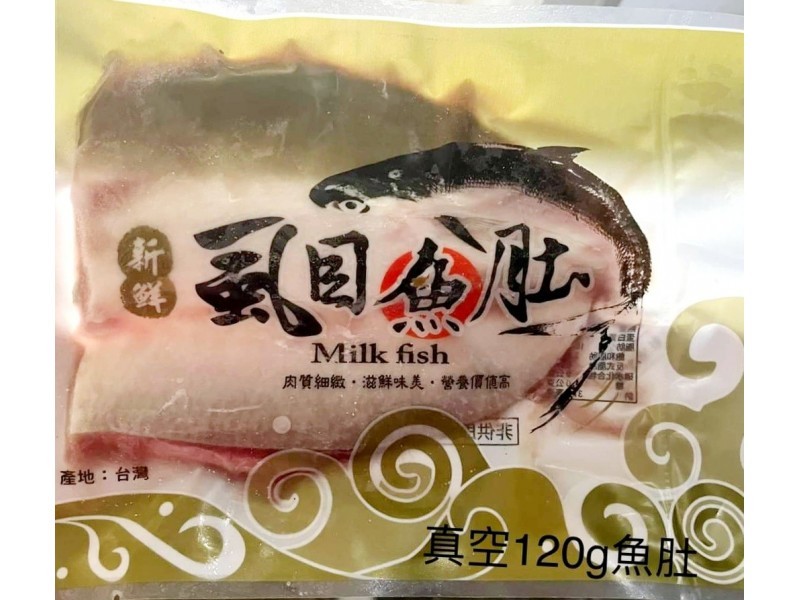 新鮮
虱目魚肚
Milk fish
肉質細緻・滋鮮味美・營養價值高
產地：台灣
真空120g魚肚